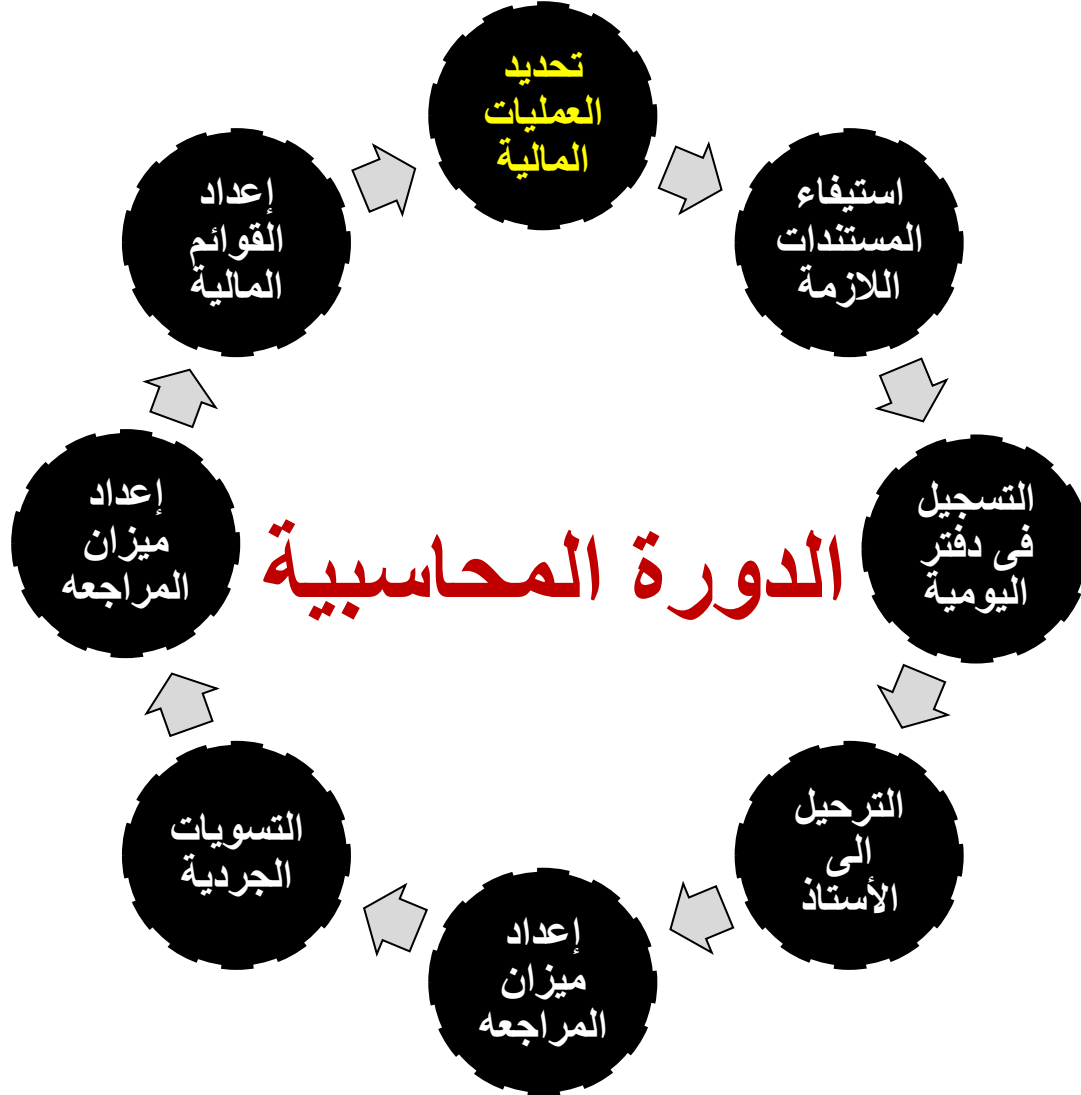 تحديد
العمليات
المالية
استيفاء
المستندات
اللازمة
التسجيل
فى دفتر
اليومية
الترحيل
الى
الأستاذ
إعداد
ميزان
المراجعه
التسويات
الجردية
إعداد
ميزان
المراجعه
إعداد
القوائم
المالية
الدورة المحاسبية